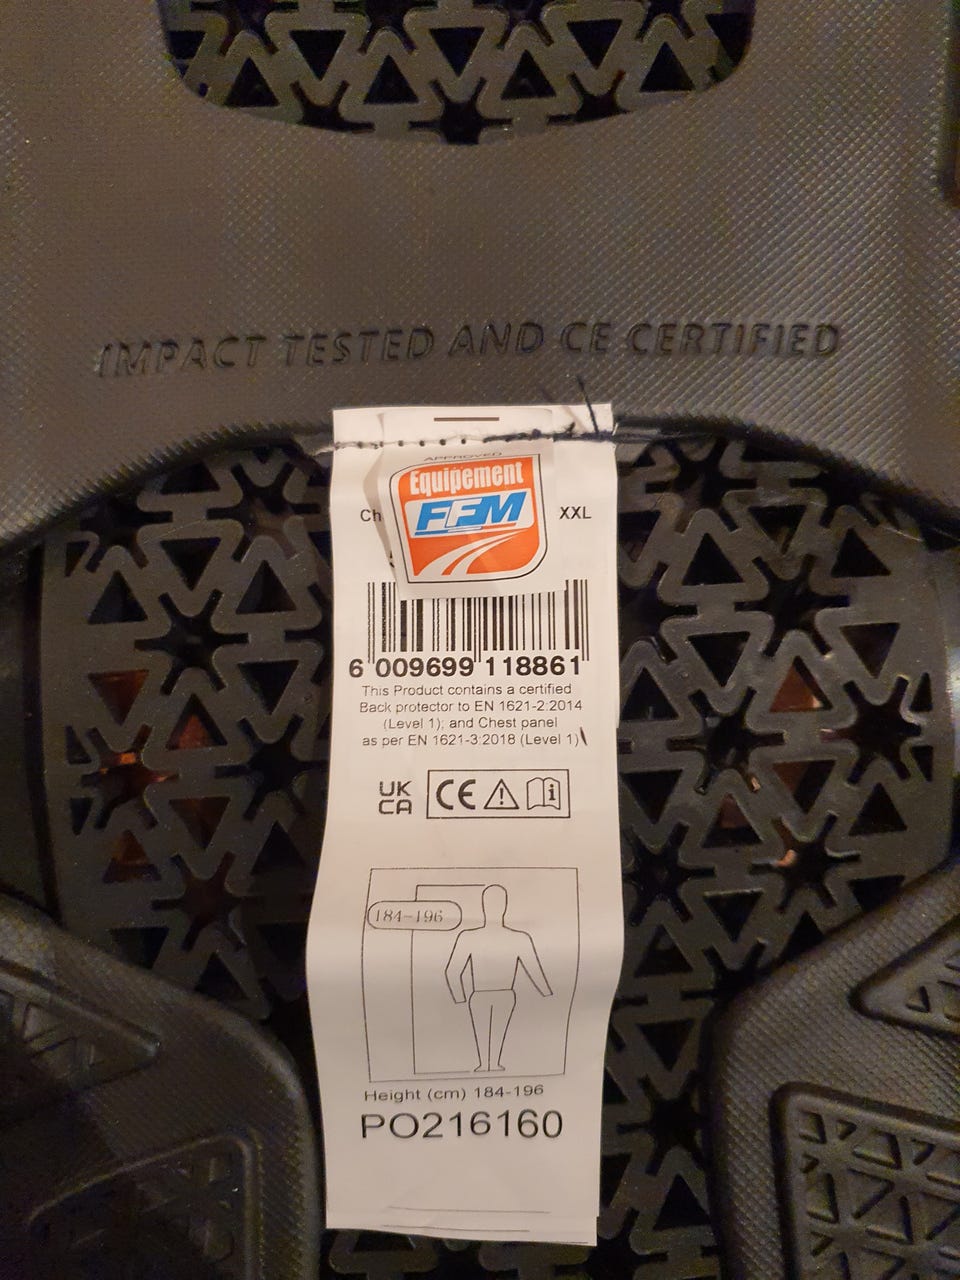 IMPACT TESTED AND CE CERTIFIED
APPROVED
Equipement
FFM
Ch XXL
6 009699 118861
This Product contains a certified
Back protector to EN 1621-2:2014
(Level 1); and Chest panel
as per EN 1621-3:2018 (Level 1)
UK
CA
CE
i
184-196
Height (cm) 184-196
PO216160